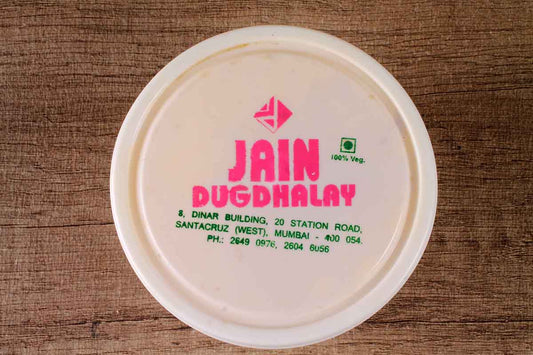 JAIN
100% Veg.
DUGDHALAY
8, DINAR BUILDING, 20 STATION ROAD,
SANTACRUZ (WEST), MUMBAI - 400 054.
PH.: 2649 0976, 2604 6056